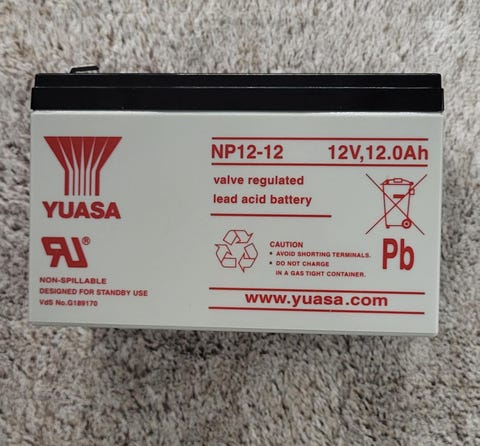 YUASA
NON-SPILLABLE
DESIGNED FOR STANDBY USE
VdS No.G189170
NP12-12 12V,12.0Ah
valve regulated
lead acid battery
CAUTION
• AVOID SHORTING TERMINALS.
• DO NOT CHARGE
IN A GAS TIGHT CONTAINER.
Pb
www.yuasa.com